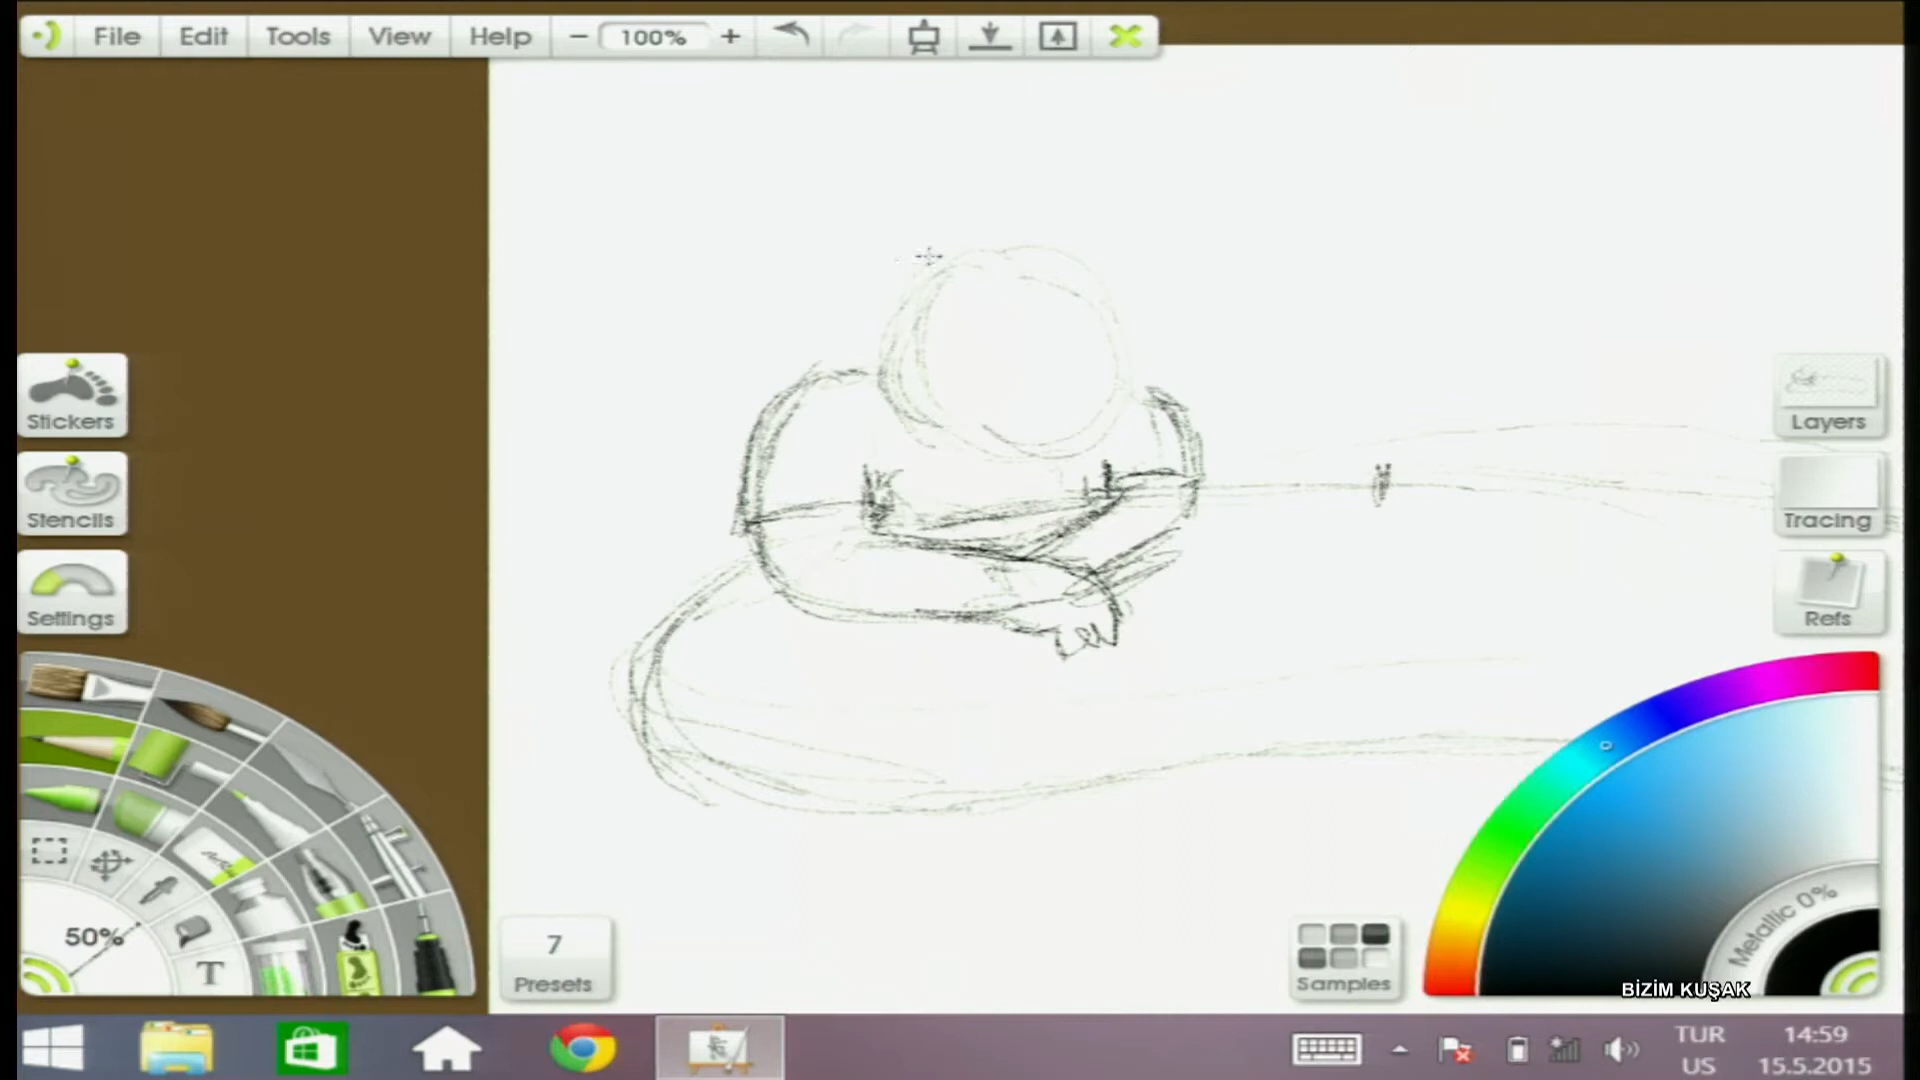 File Edit Tools View Help − 100% +
Stickers
Stencils
Settings
Layers
Tracing
Refs
50%
T
7
Presets
Samples
Metallic 0%
BİZİM KUŞAK
TUR
US
14:59
15.5.2015